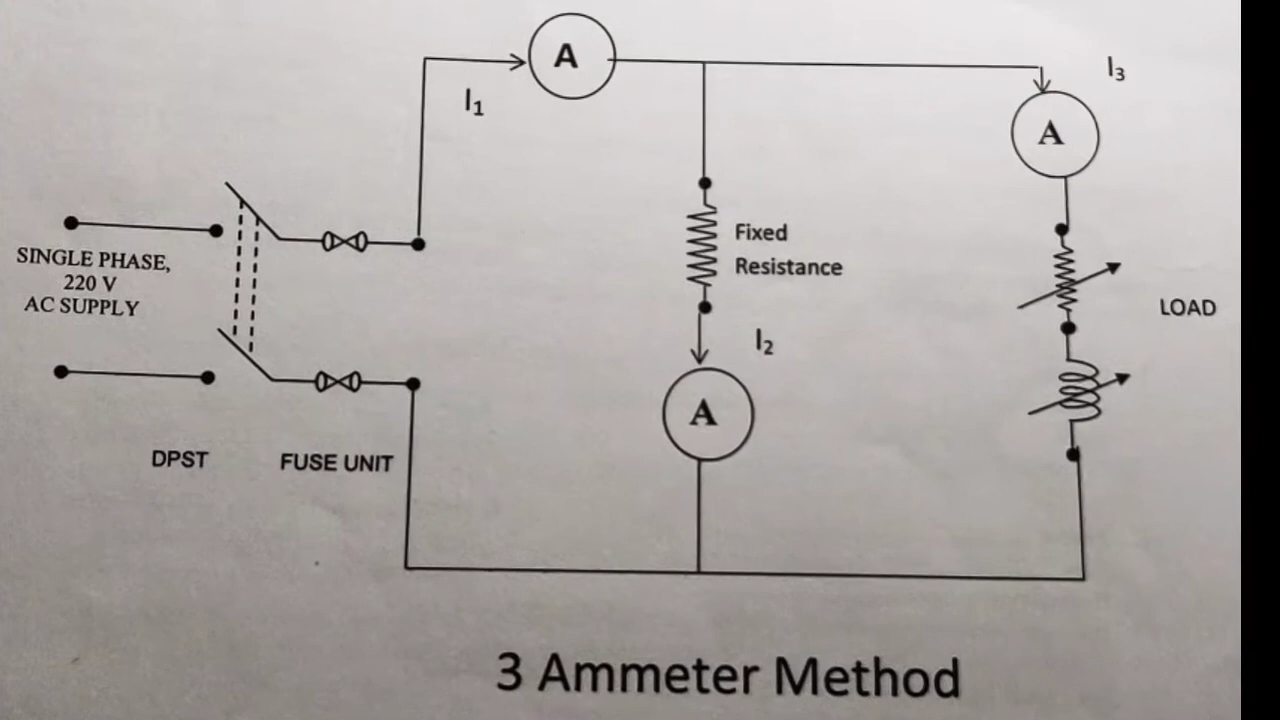 A
I₁
I₃
A
SINGLE PHASE,
220 V
AC SUPPLY
Fixed
Resistance
LOAD
I₂
A
DPST
FUSE UNIT
3 Ammeter Method